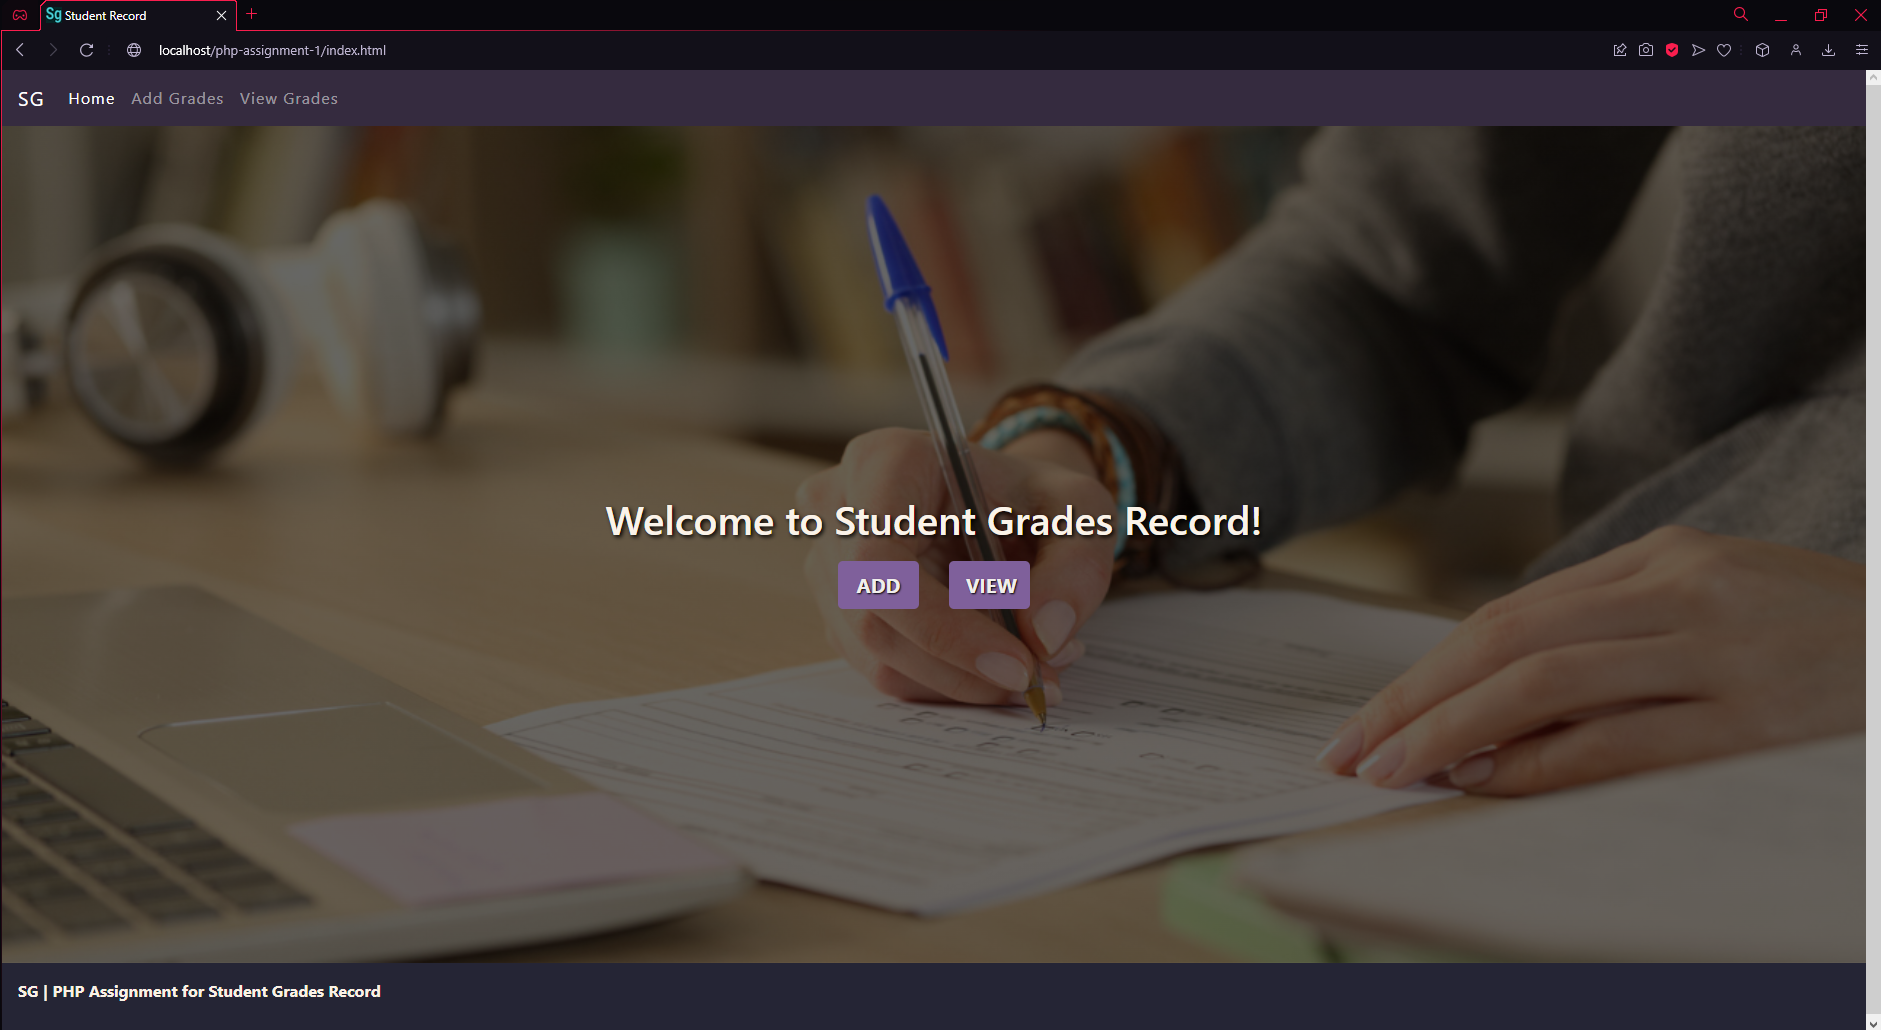 Sg Student Record
localhost/php-assignment-1/index.html
SG Home Add Grades View Grades
Welcome to Student Grades Record!
ADD VIEW
SG | PHP Assignment for Student Grades Record